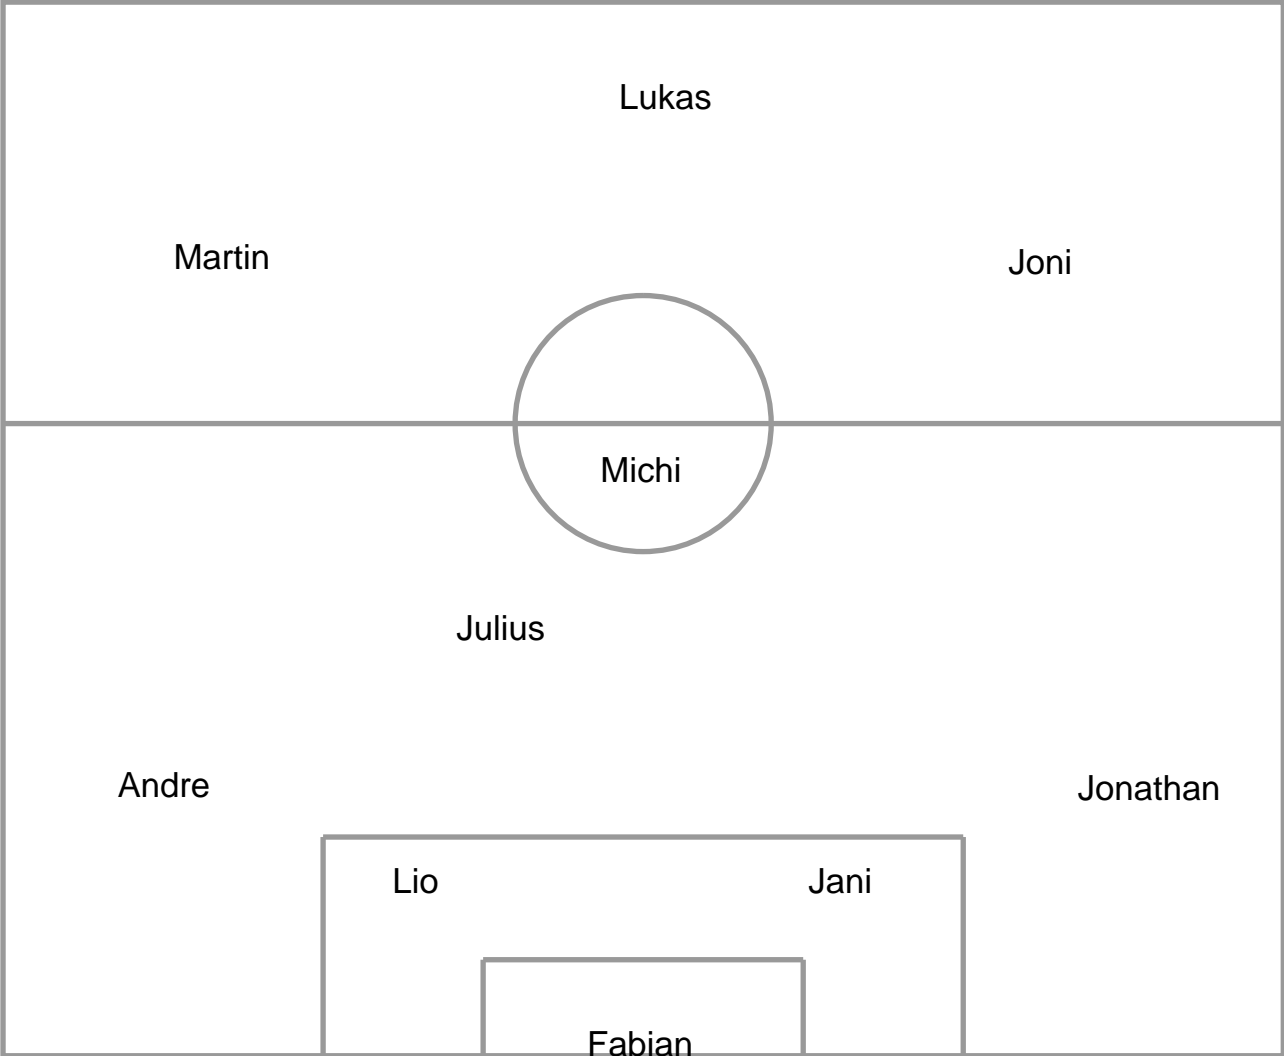 Lukas
Martin
Joni
Michi
Julius
Andre
Jonathan
Lio
Jani
Fabian